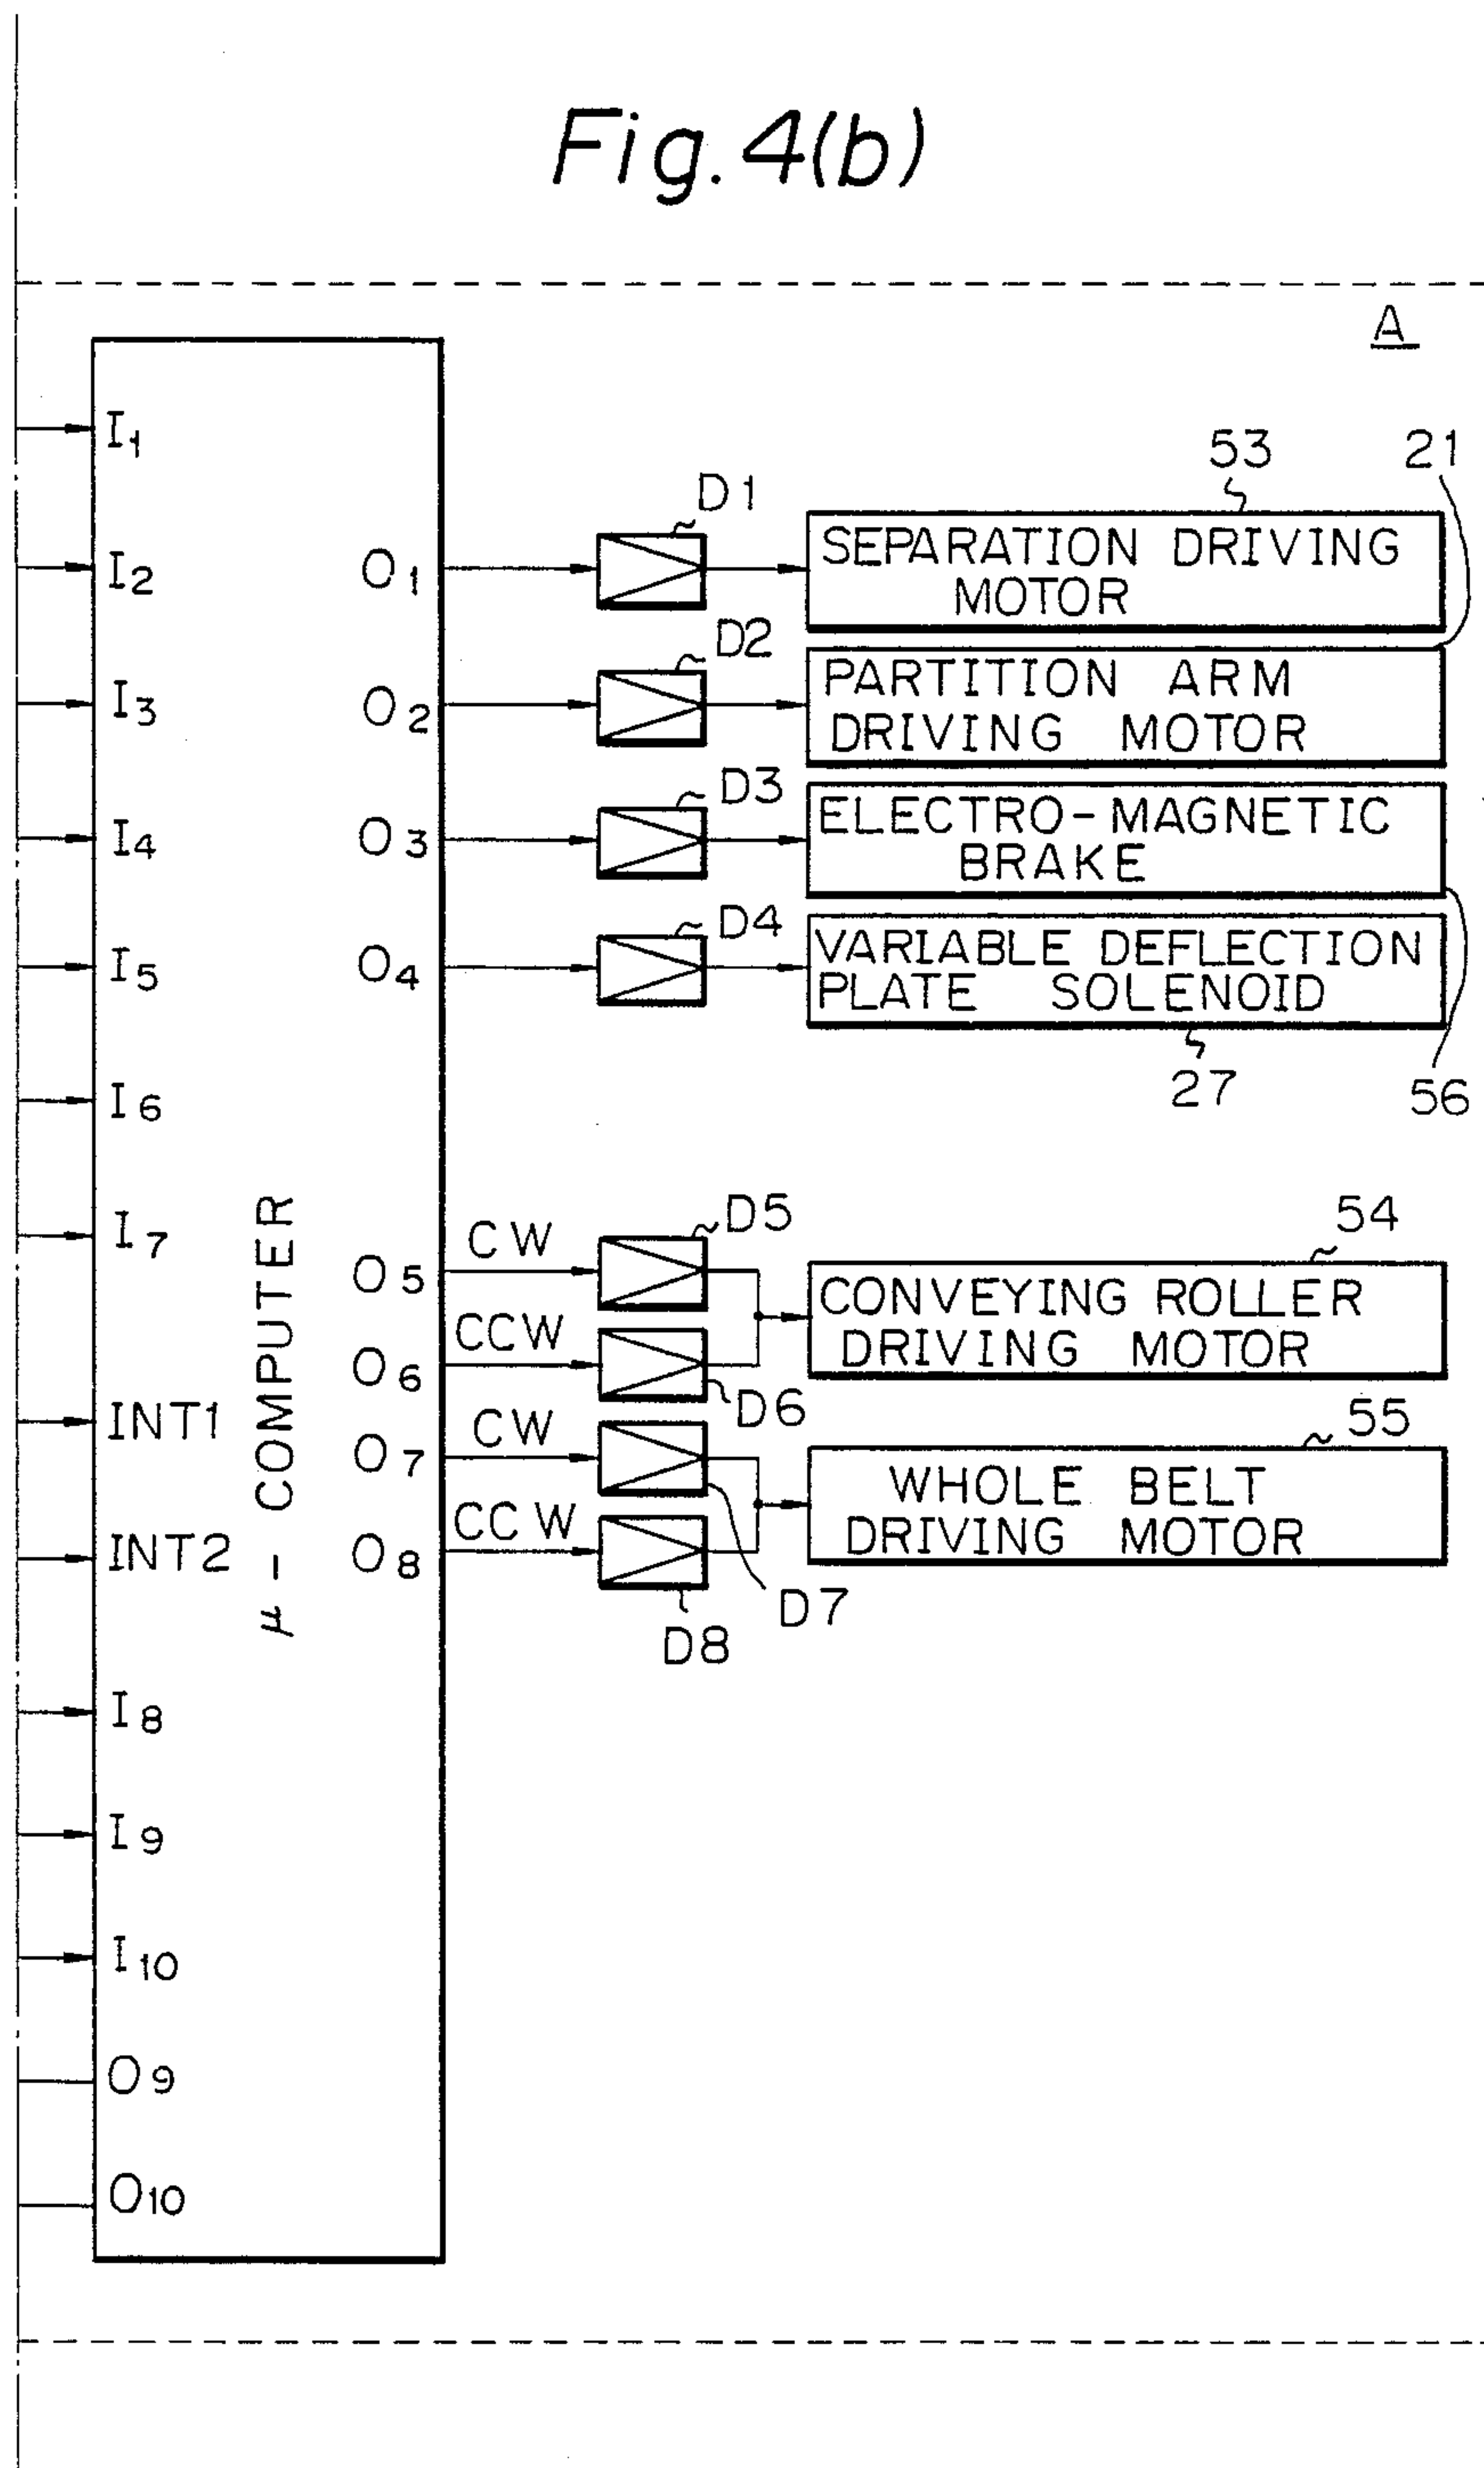 Fig. 4(b)
A
I1
I2
I3
I4
I5
I6
I7
INT1
INT2
I8
I9
I10
O9
O10
μ - COMPUTER
O1
O2
O3
O4
O5
O6
O7
O8
CW
CCW
CW
CCW
D1
D2
D3
D4
D5
D6
D7
D8
53
SEPARATION DRIVING
MOTOR
21
PARTITION ARM
DRIVING MOTOR
ELECTRO-MAGNETIC
BRAKE
56
VARIABLE DEFLECTION
PLATE SOLENOID
27
54
CONVEYING ROLLER
DRIVING MOTOR
55
WHOLE BELT
DRIVING MOTOR